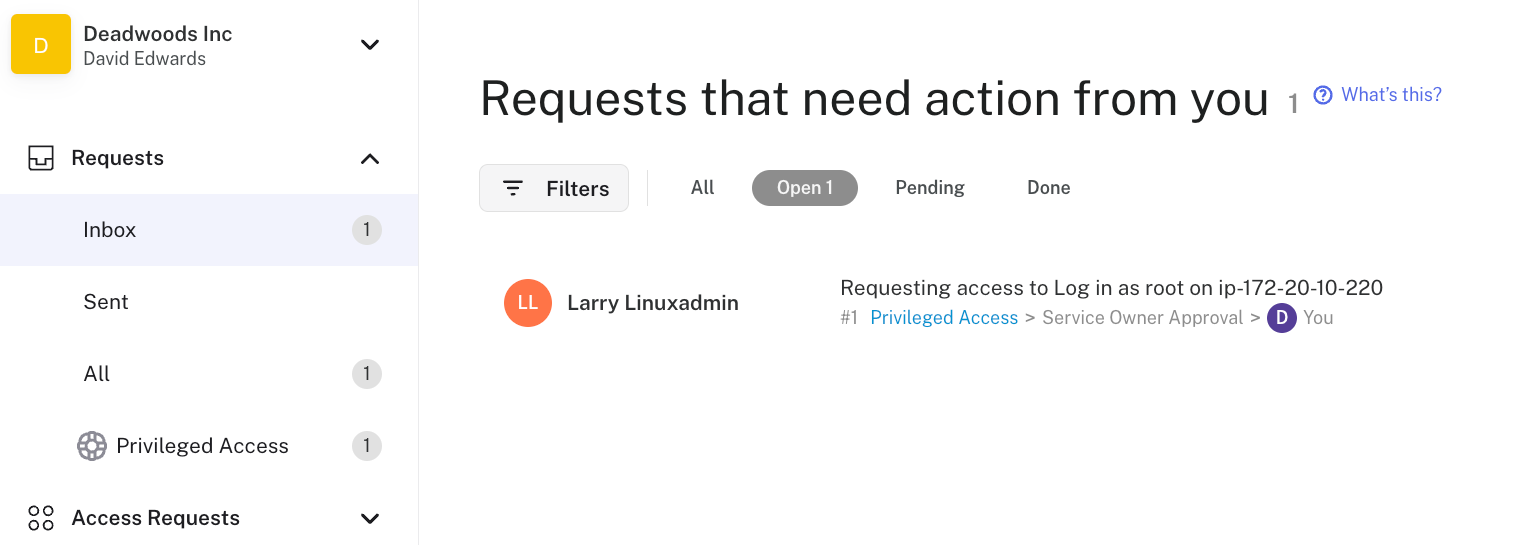 D
Deadwoods Inc
David Edwards
Requests
Inbox 1
Sent
All 1
Privileged Access 1
Access Requests
Requests that need action from you 1 What's this?
Filters All Open 1 Pending Done
LL Larry Linuxadmin
Requesting access to Log in as root on ip-172-20-10-220
#1 Privileged Access > Service Owner Approval > D You